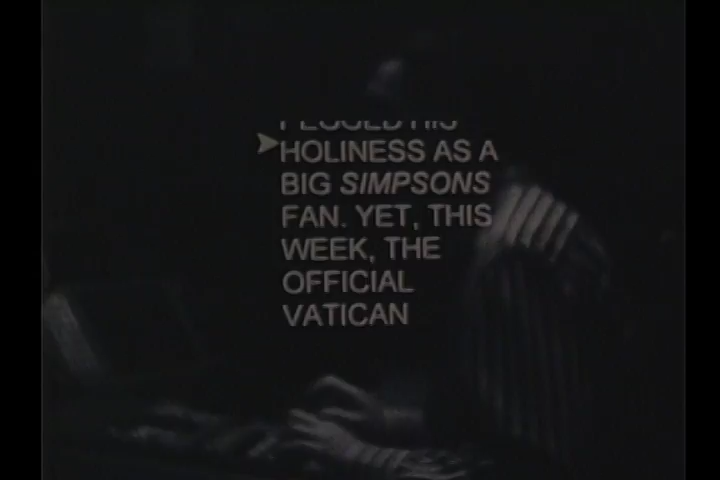 HOLINESS AS A
BIG SIMPSONS
FAN. YET, THIS
WEEK, THE
OFFICIAL
VATICAN